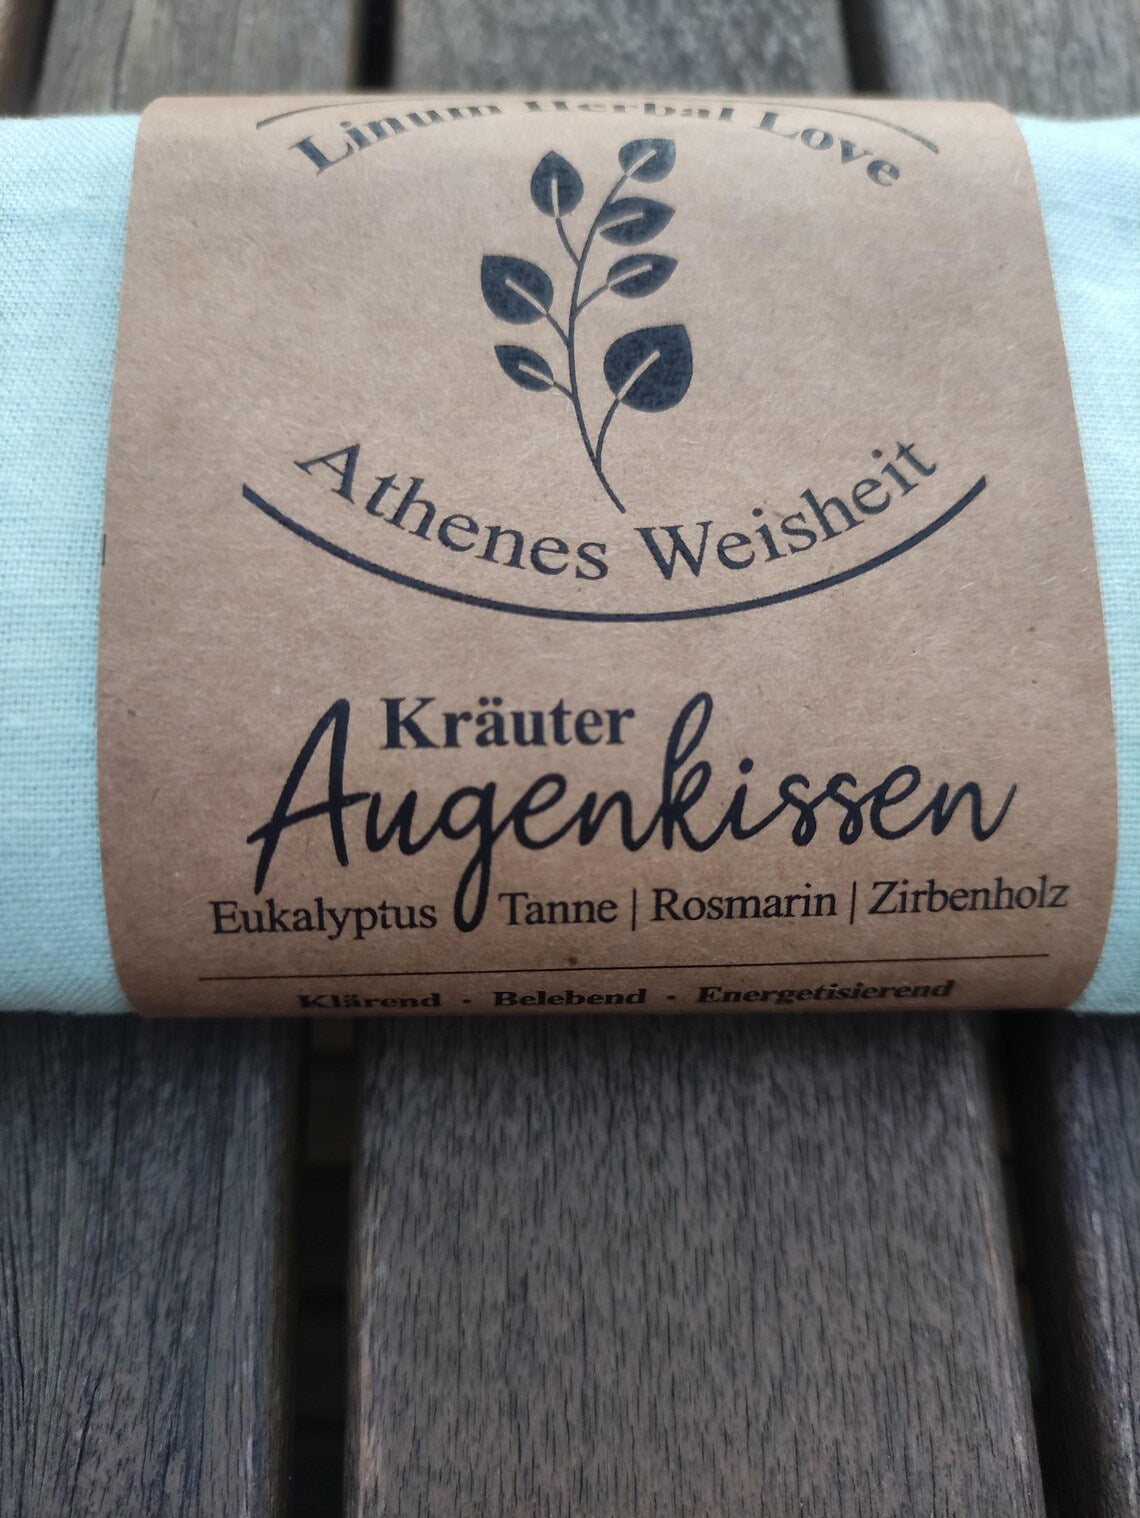 Linum Herbal Love
Athenes Weisheit
Kräuter
Augenkissen
Eukalyptus Tanne | Rosmarin | Zirbenholz
Klärend · Belebend · Energetisierend